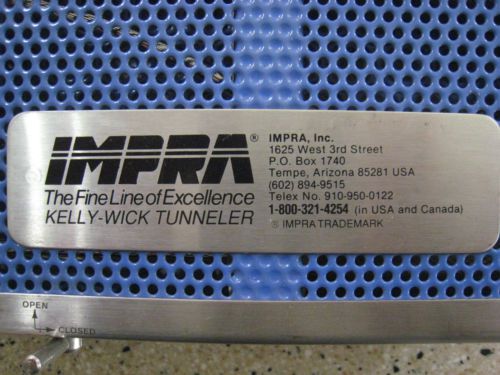 IMPRA®
The Fine Line of Excellence
KELLY-WICK TUNNELER
IMPRA, Inc.
1625 West 3rd Street
P.O. Box 1740
Tempe, Arizona 85281 USA
(602) 894-9515
Telex No. 910-950-0122
1-800-321-4254 (in USA and Canada)
® IMPRA TRADEMARK
OPEN
CLOSED